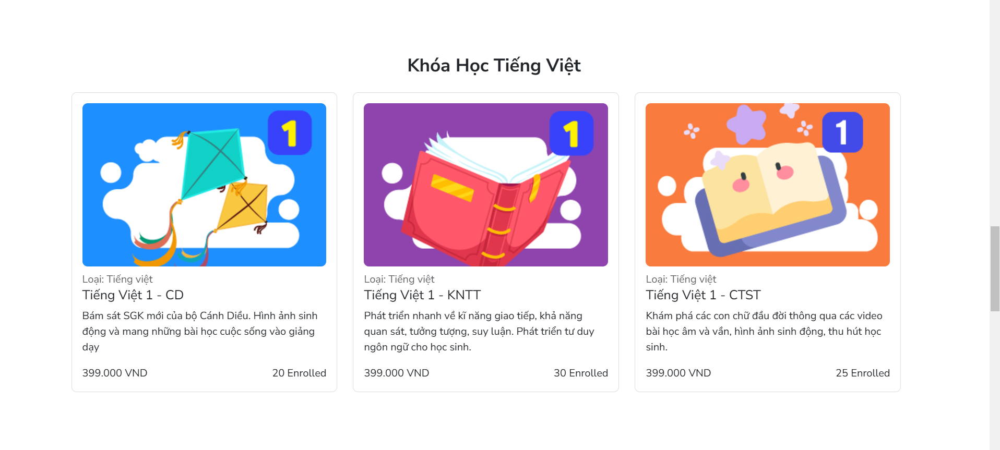 Khóa Học Tiếng Việt
1
Loại: Tiếng việt
Tiếng Việt 1 - CD
Bám sát SGK mới của bộ Cánh Diều. Hình ảnh sinh
động và mang những bài học cuộc sống vào giảng
dạy
399.000 VND
20 Enrolled
1
Loại: Tiếng việt
Tiếng Việt 1 - KNTT
Phát triển nhanh về kĩ năng giao tiếp, khả năng
quan sát, tưởng tượng, suy luận. Phát triển tư duy
ngôn ngữ cho học sinh.
399.000 VND
30 Enrolled
1
Loại: Tiếng việt
Tiếng Việt 1 - CTST
Khám phá các con chữ đầu đời thông qua các video
bài học âm và vần, hình ảnh sinh động, thu hút học
sinh.
399.000 VND
25 Enrolled